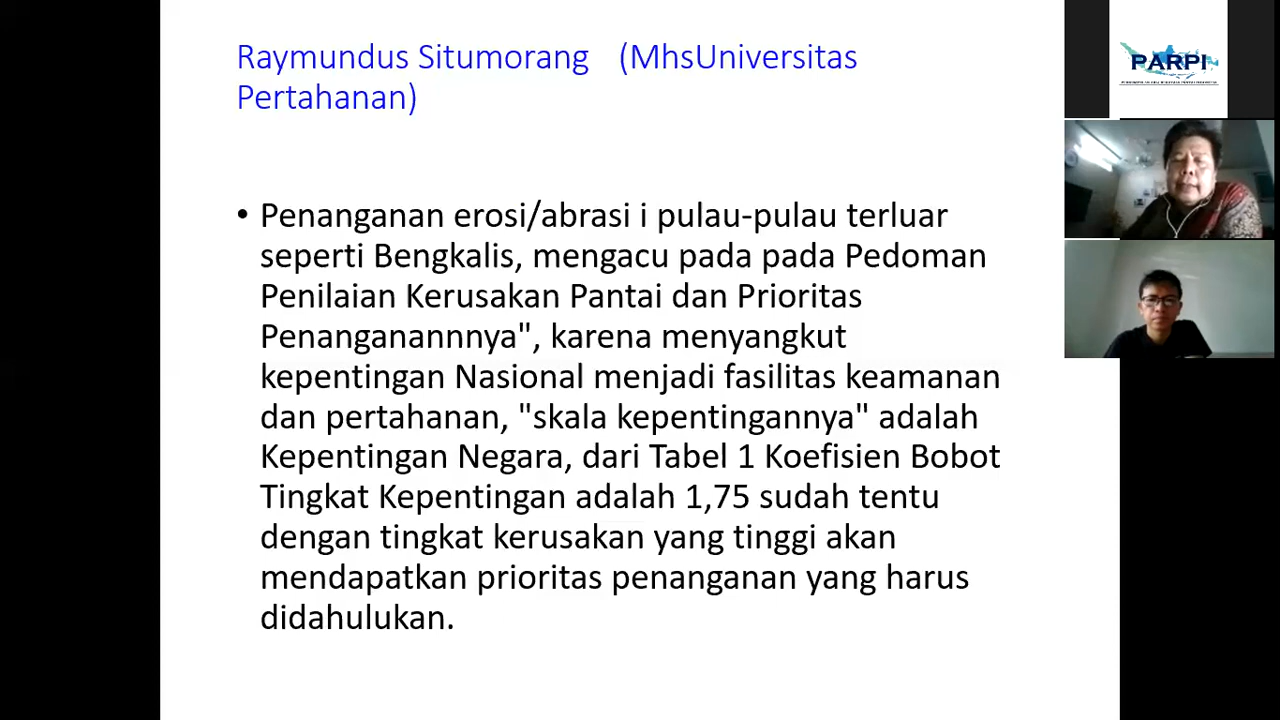 Raymundus Situmorang (MhsUniversitas
Pertahanan)
• Penanganan erosi/abrasi i pulau-pulau terluar
seperti Bengkalis, mengacu pada pada Pedoman
Penilaian Kerusakan Pantai dan Prioritas
Penanganannnya", karena menyangkut
kepentingan Nasional menjadi fasilitas keamanan
dan pertahanan, "skala kepentingannya" adalah
Kepentingan Negara, dari Tabel 1 Koefisien Bobot
Tingkat Kepentingan adalah 1,75 sudah tentu
dengan tingkat kerusakan yang tinggi akan
mendapatkan prioritas penanganan yang harus
didahulukan.
PARPI